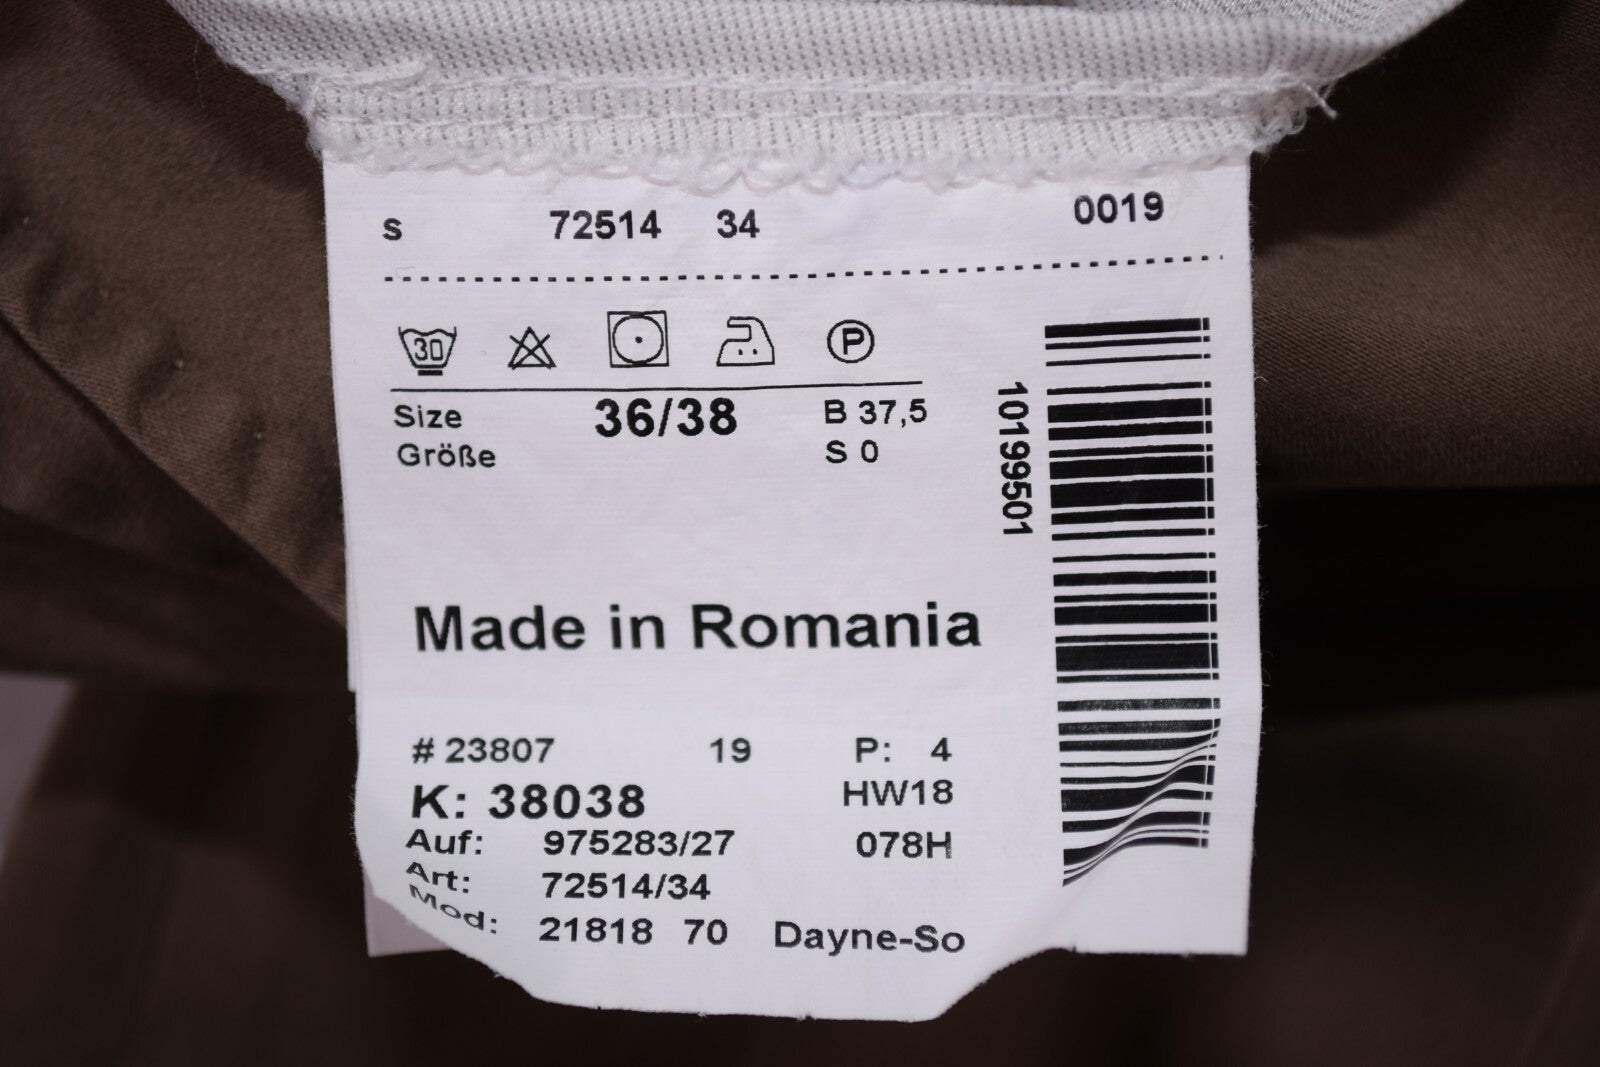 s 72514 34 0019
30 P
Size 36/38 B 37,5
Größe S 0
10199501
Made in Romania
# 23807 19 P: 4
K: 38038 HW18
Auf: 975283/27 078H
Art: 72514/34
Mod: 21818 70 Dayne-So